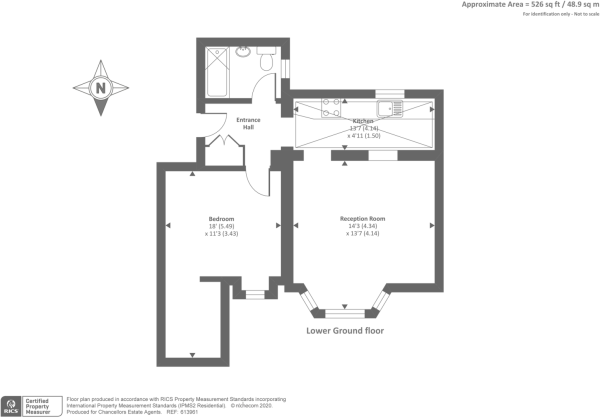 Approximate Area = 526 sq ft / 48.9 sq m
For identification only - Not to scale
N
Entrance
Hall
Kitchen
13'7 (4.14)
x 4'11 (1.50)
Bedroom
18' (5.49)
x 11'3 (3.43)
Reception Room
14'3 (4.34)
x 13'7 (4.14)
Lower Ground floor
RICS
Certified
Property
Measurer
Floor plan produced in accordance with RICS Property Measurement Standards incorporating
International Property Measurement Standards (IPMS2 Residential). © nichecom 2020.
Produced for Chancellors Estate Agents. REF: 613961